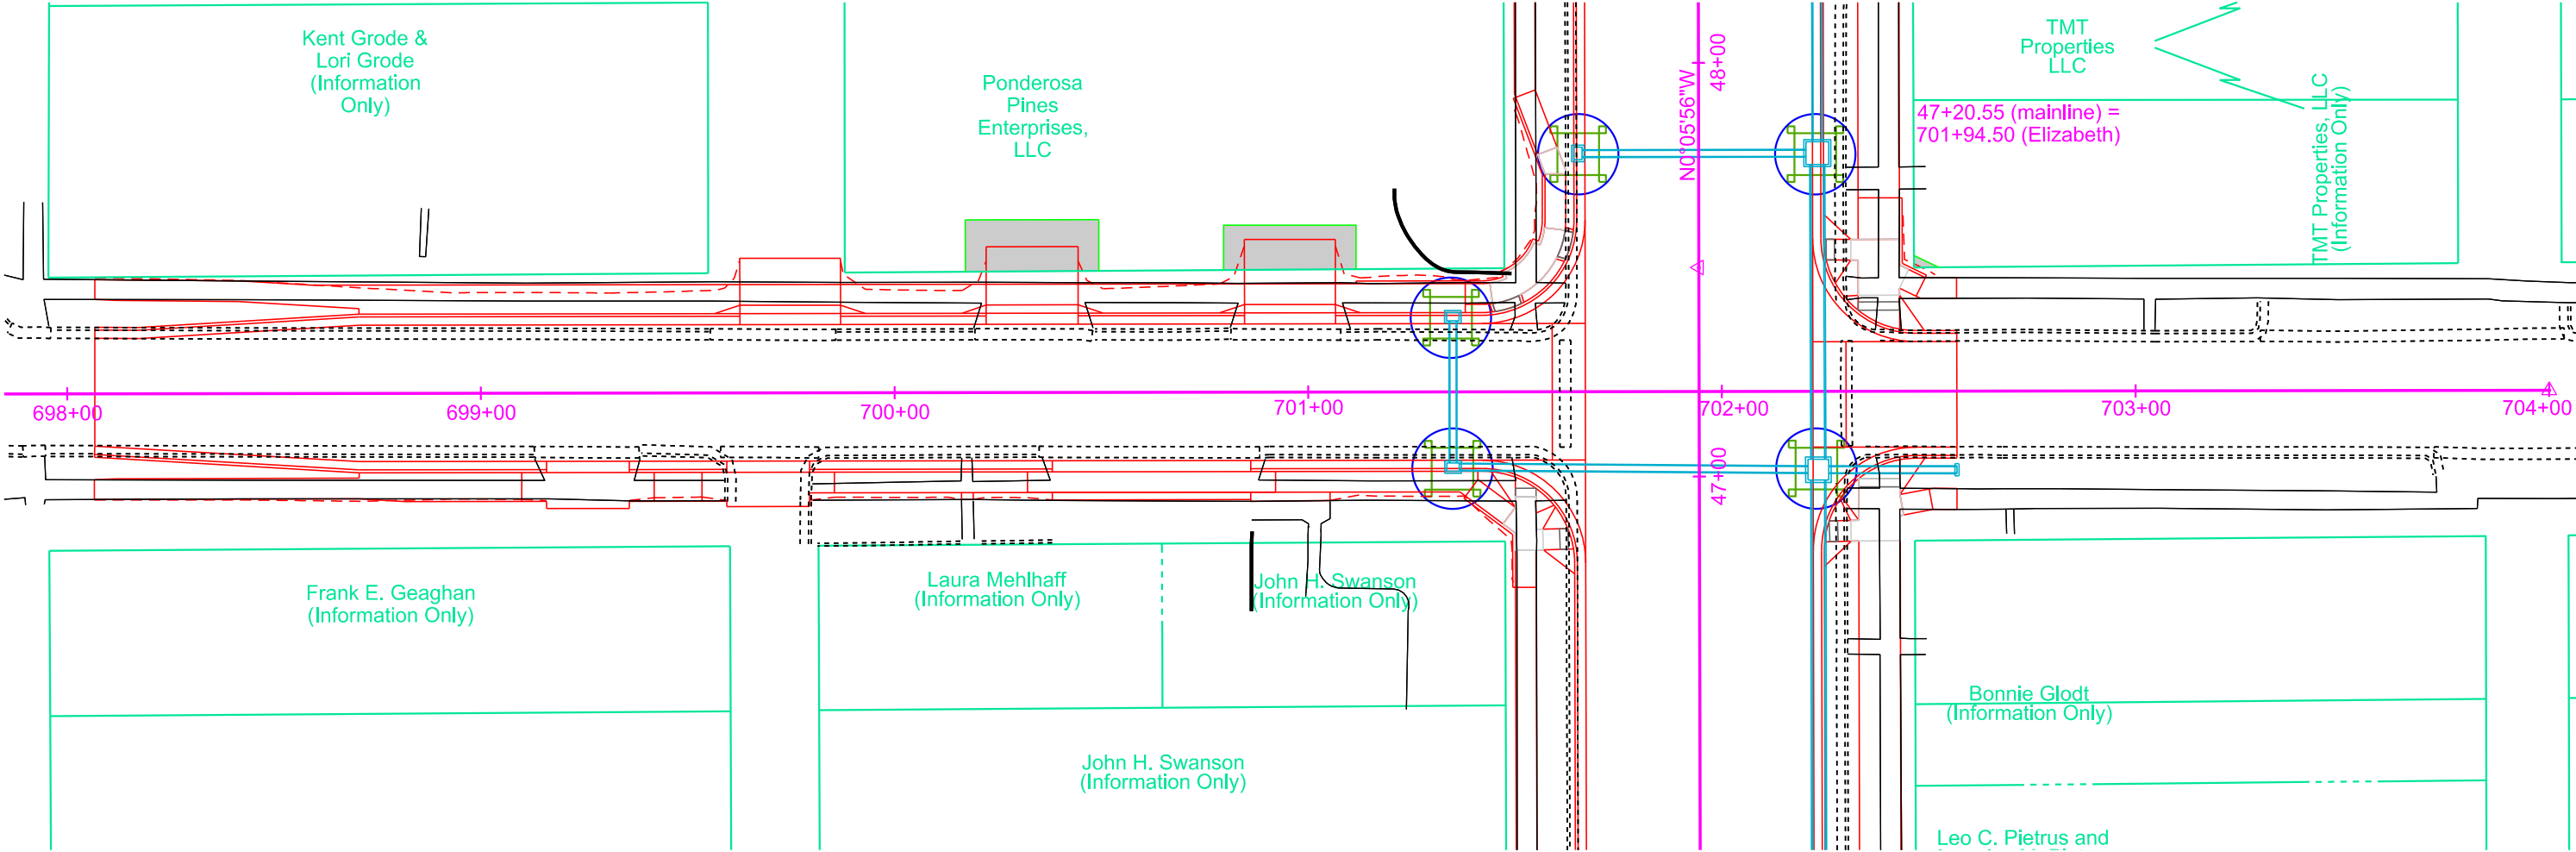 Kent Grode &
Lori Grode
(Information
Only)
Ponderosa
Pines
Enterprises,
LLC
N0°05'56"W
48+00
TMT
Properties
LLC
47+20.55 (mainline) =
701+94.50 (Elizabeth)
TMT Properties, LLC
(Information Only)
698+00
699+00
700+00
701+00
702+00
703+00
704+00
47+00
Frank E. Geaghan
(Information Only)
Laura Mehlhaff
(Information Only)
John H. Swanson
(Information Only)
John H. Swanson
(Information Only)
Bonnie Glodt
(Information Only)
Leo C. Pietrus and